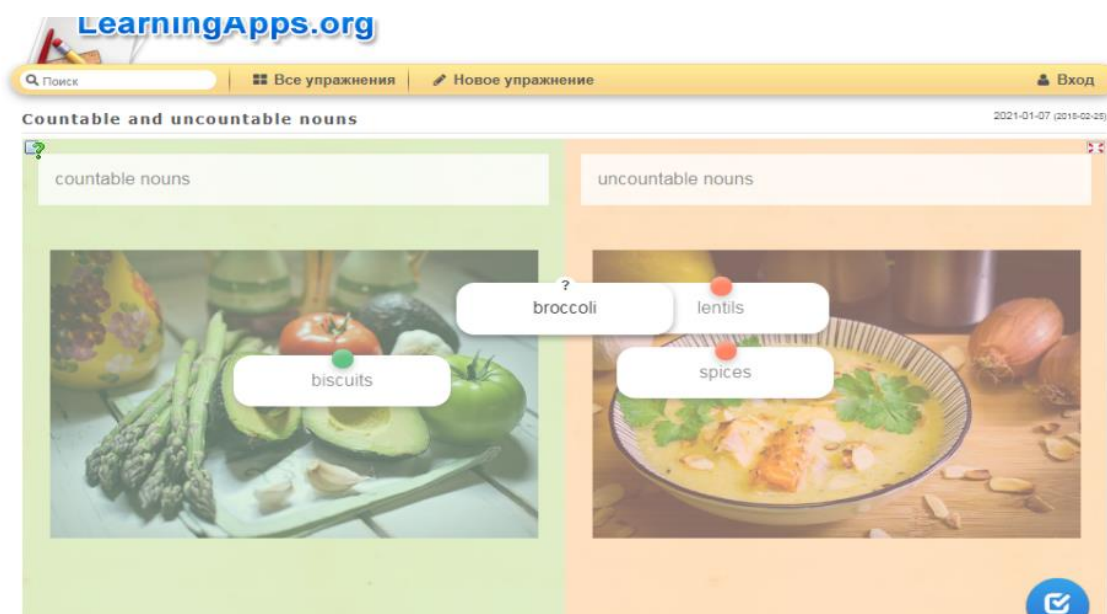 LearningApps.org
Поиск
Все упражнения
Новое упражнение
Вход
Countable and uncountable nouns
2021-01-07 (2018-02-25)
countable nouns
uncountable nouns
?
broccoli
lentils
biscuits
spices